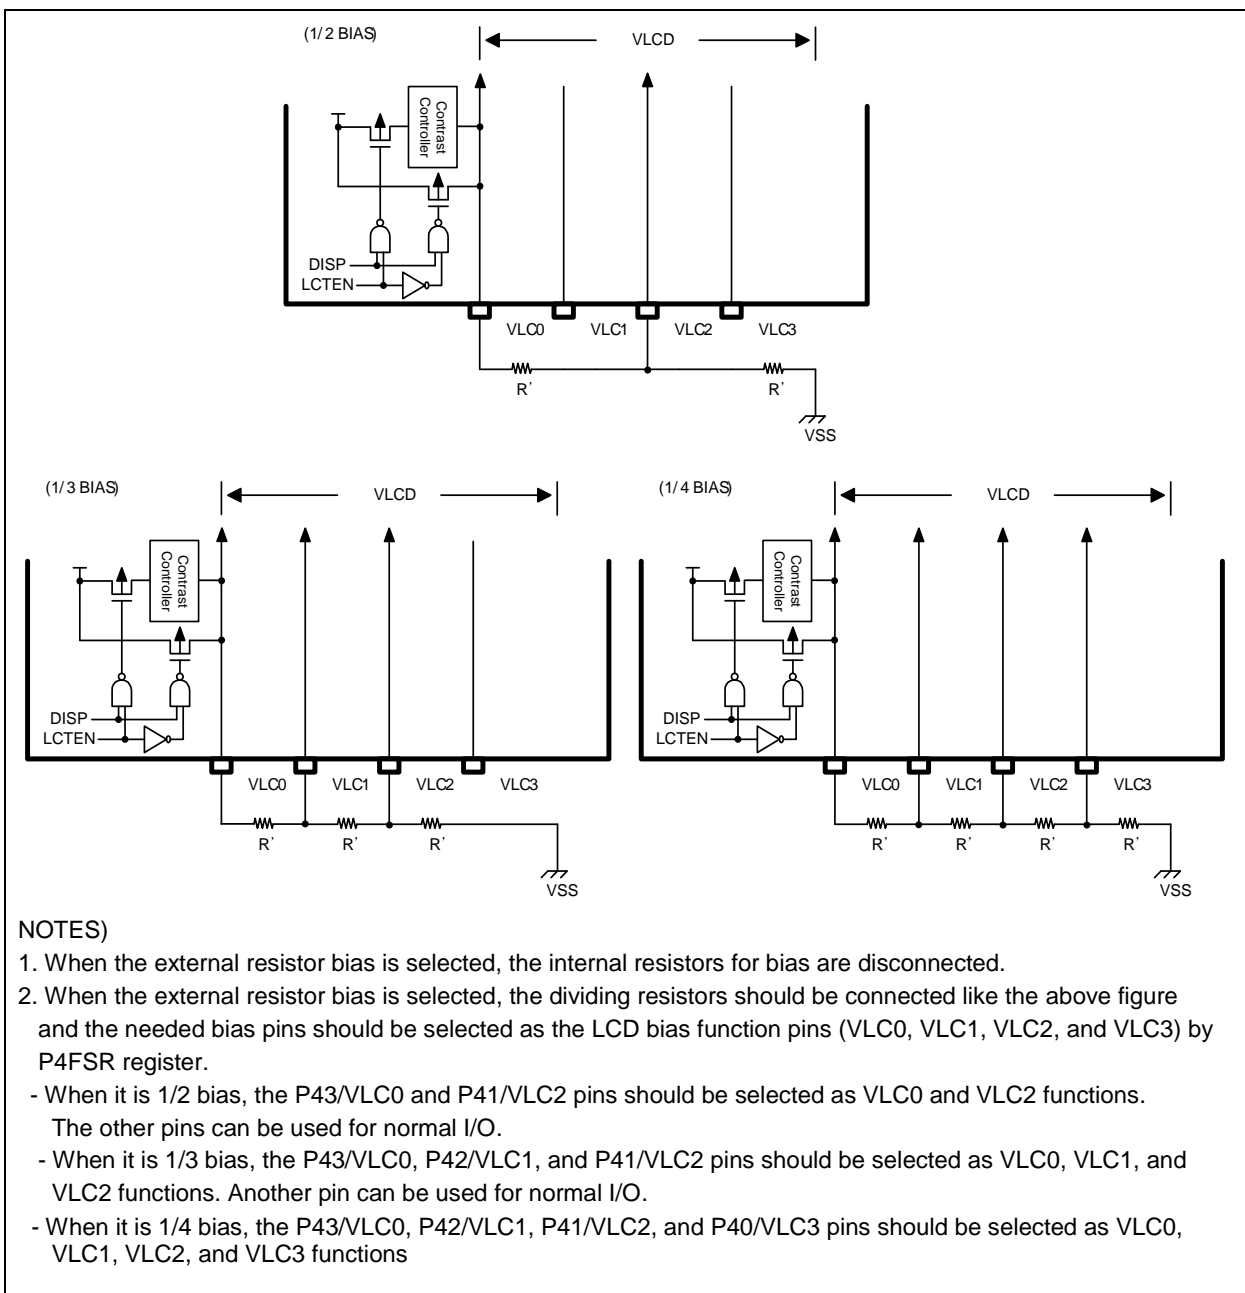 (1/2 BIAS)
VLCD
Contrast
Controller
DISP
LCTEN
VLC0
VLC1
VLC2
VLC3
R'
R'
VSS
(1/3 BIAS)
VLCD
Contrast
Controller
DISP
LCTEN
VLC0
VLC1
VLC2
VLC3
R'
R'
R'
VSS
(1/4 BIAS)
VLCD
Contrast
Controller
DISP
LCTEN
VLC0
VLC1
VLC2
VLC3
R'
R'
R'
R'
VSS
NOTES)
1. When the external resistor bias is selected, the internal resistors for bias are disconnected.
2. When the external resistor bias is selected, the dividing resistors should be connected like the above figure
and the needed bias pins should be selected as the LCD bias function pins (VLC0, VLC1, VLC2, and VLC3) by
P4FSR register.
- When it is 1/2 bias, the P43/VLC0 and P41/VLC2 pins should be selected as VLC0 and VLC2 functions.
The other pins can be used for normal I/O.
- When it is 1/3 bias, the P43/VLC0, P42/VLC1, and P41/VLC2 pins should be selected as VLC0, VLC1, and
VLC2 functions. Another pin can be used for normal I/O.
- When it is 1/4 bias, the P43/VLC0, P42/VLC1, P41/VLC2, and P40/VLC3 pins should be selected as VLC0,
VLC1, VLC2, and VLC3 functions